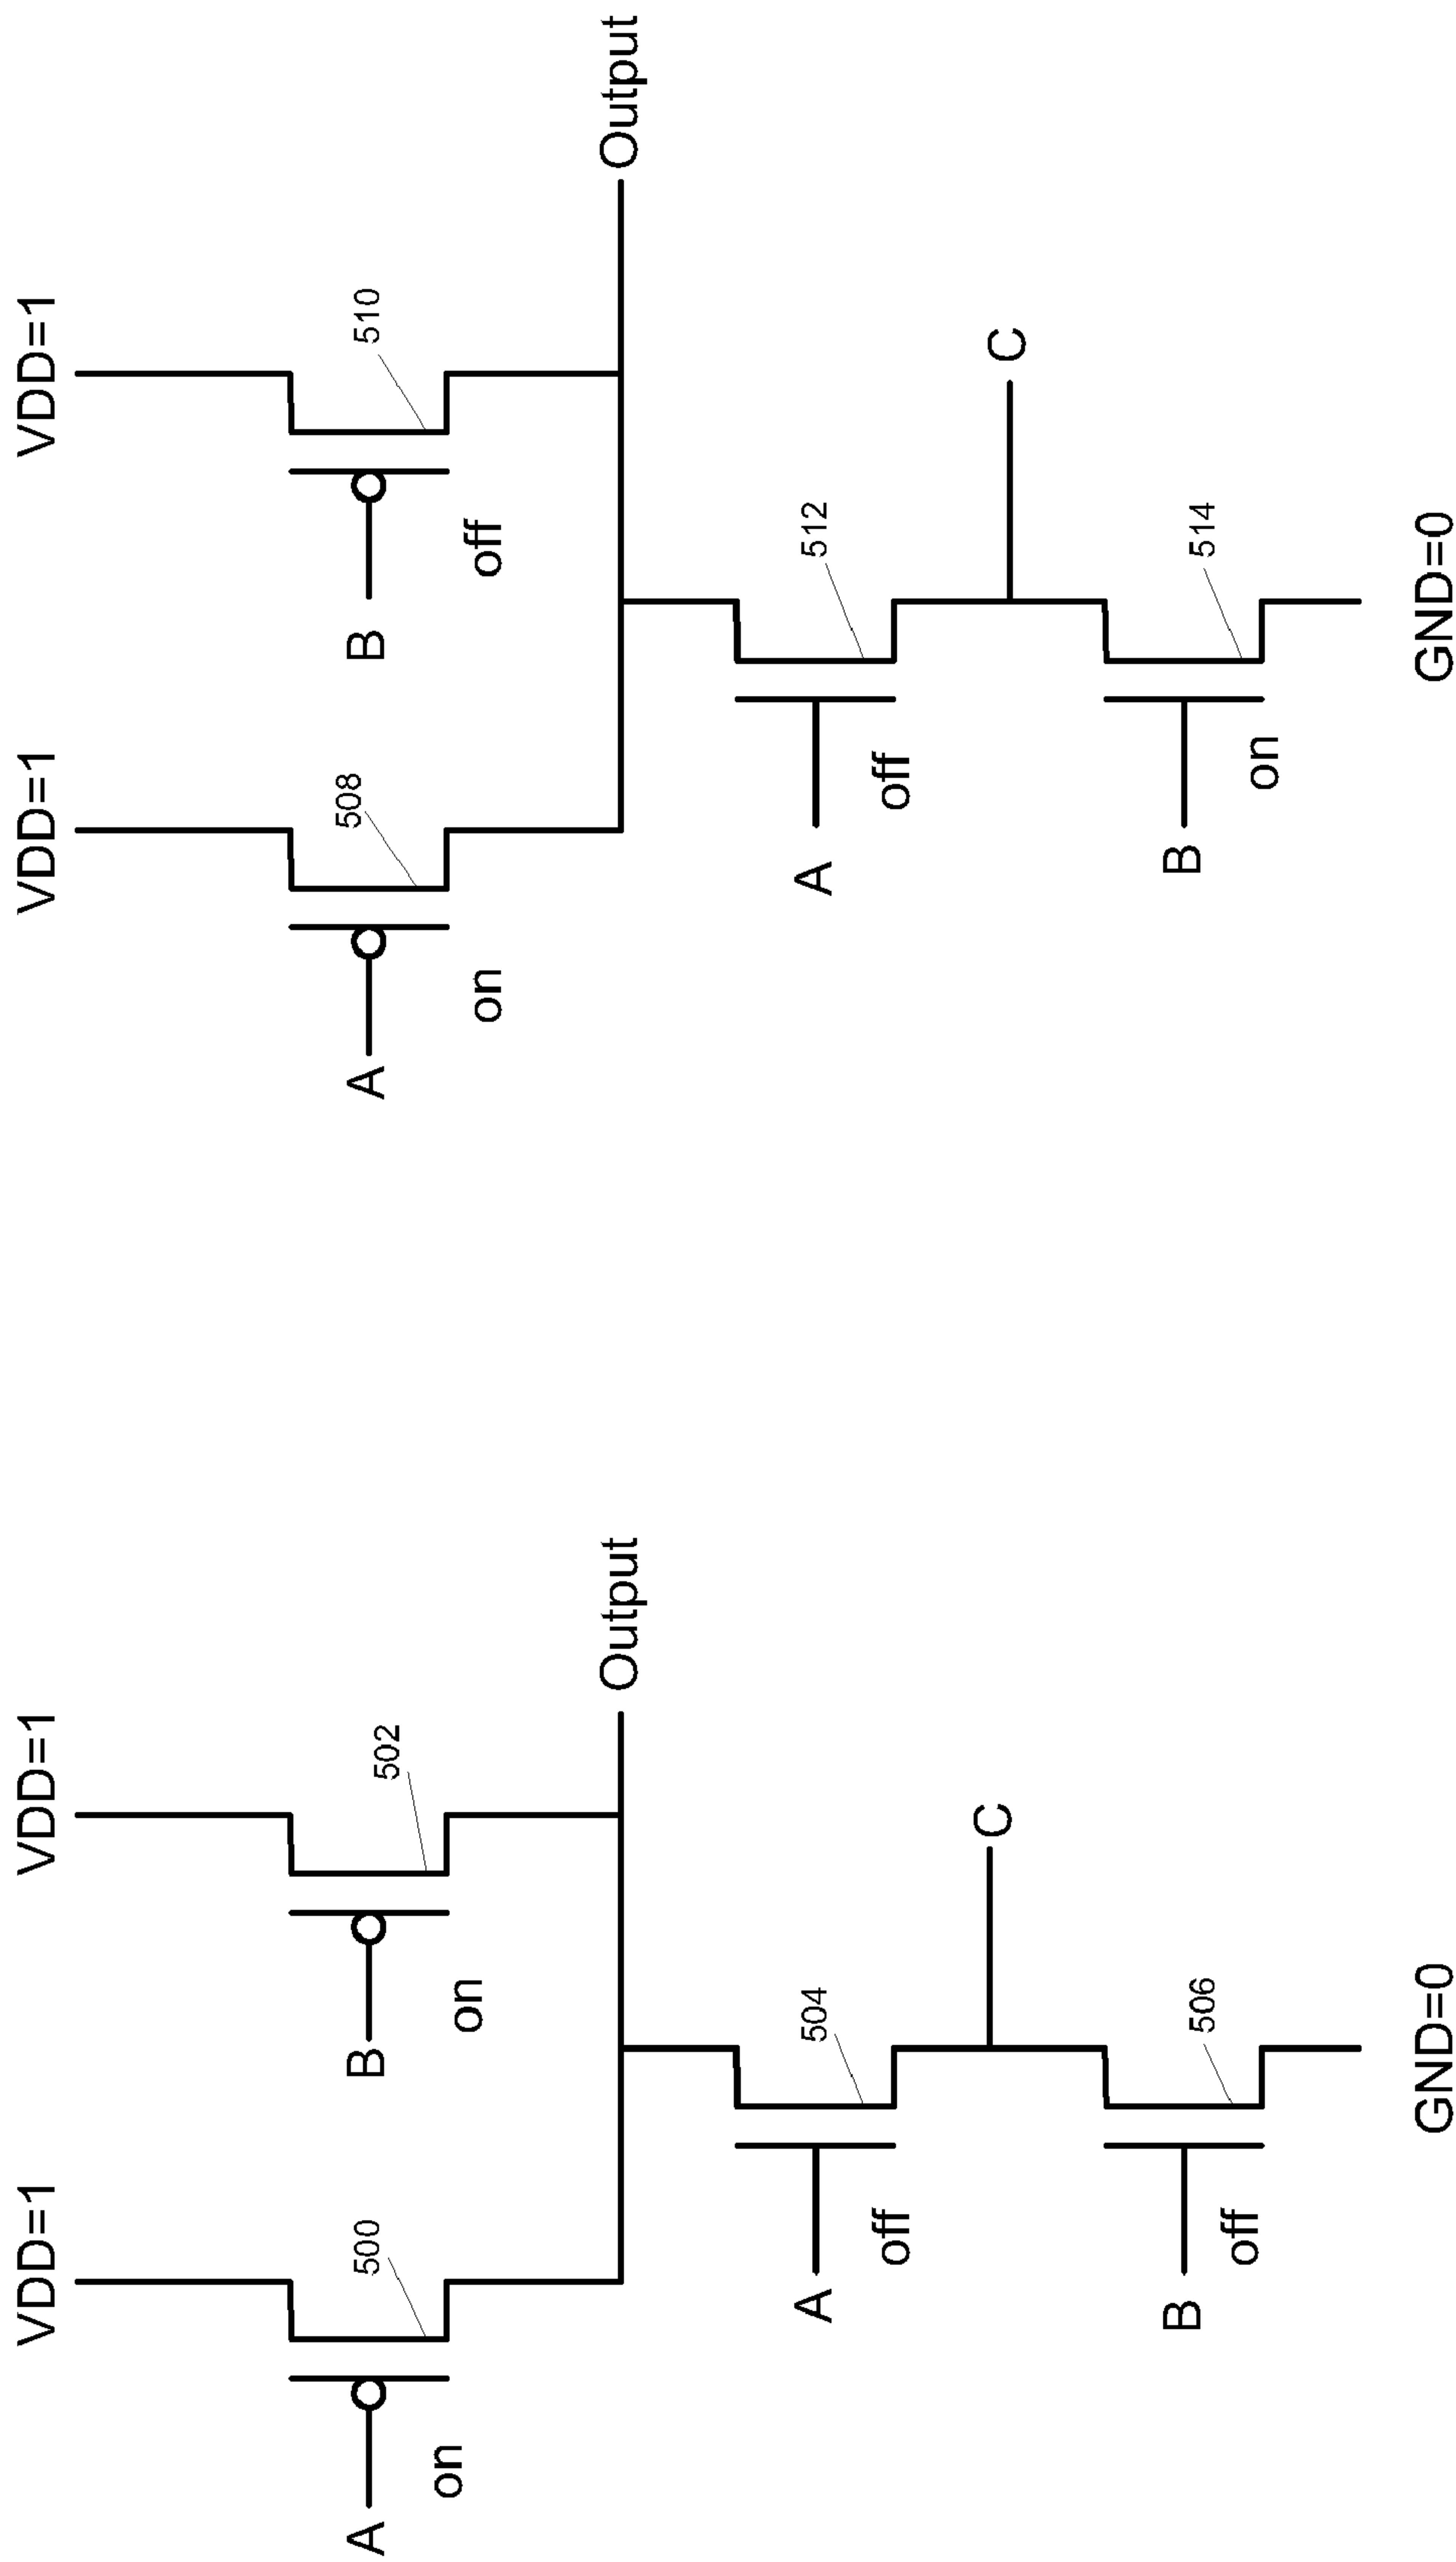 VDD=1
VDD=1
500
502
A
B
on
on
Output
504
A
off
C
506
B
off
GND=0
VDD=1
VDD=1
508
510
A
B
on
off
Output
512
A
off
C
514
B
on
GND=0